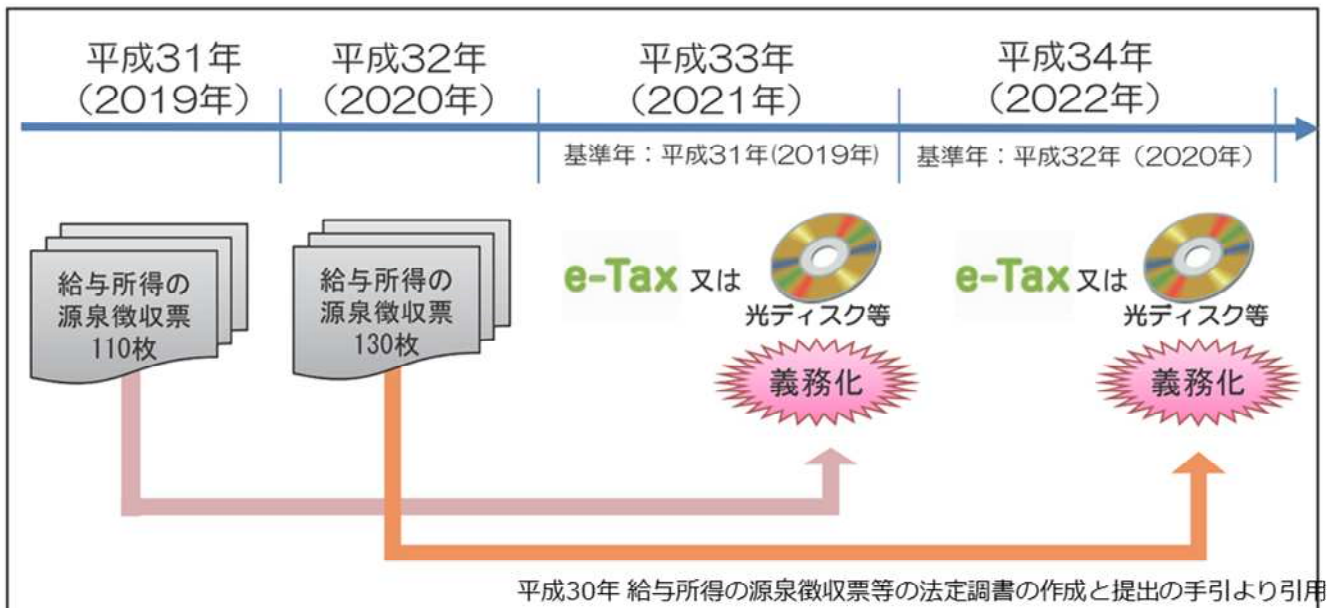 平成31年
（2019年）
平成32年
（2020年）
平成33年
（2021年）
平成34年
（2022年）
基準年：平成31年(2019年)
基準年：平成32年（2020年）
給与所得の
源泉徴収票
110枚
給与所得の
源泉徴収票
130枚
e-Tax 又は
光ディスク等
義務化
e-Tax 又は
光ディスク等
義務化
平成30年 給与所得の源泉徴収票等の法定調書の作成と提出の手引より引用